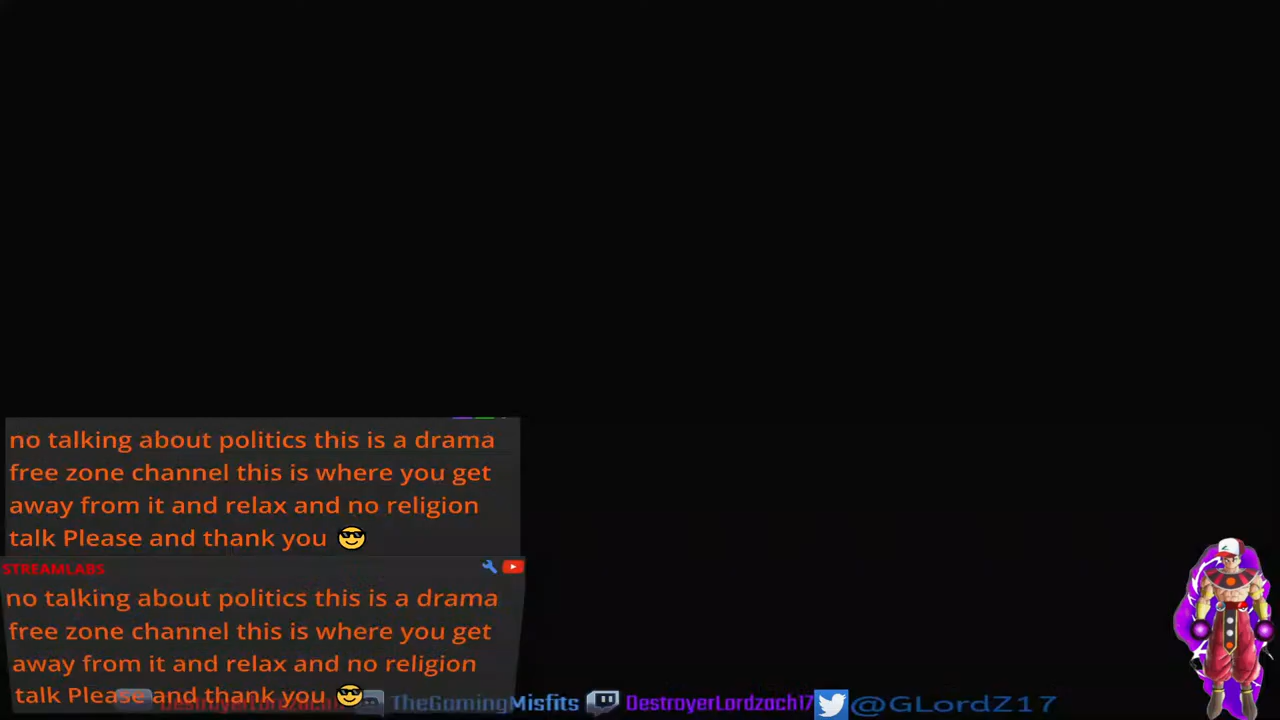 no talking about politics this is a drama
free zone channel this is where you get
away from it and relax and no religion
talk Please and thank you 😎
STREAMLABS
no talking about politics this is a drama
free zone channel this is where you get
away from it and relax and no religion
talk Please and thank you 😎
TheGamingMisfits DestroyerLordzach17 @GLordZ17